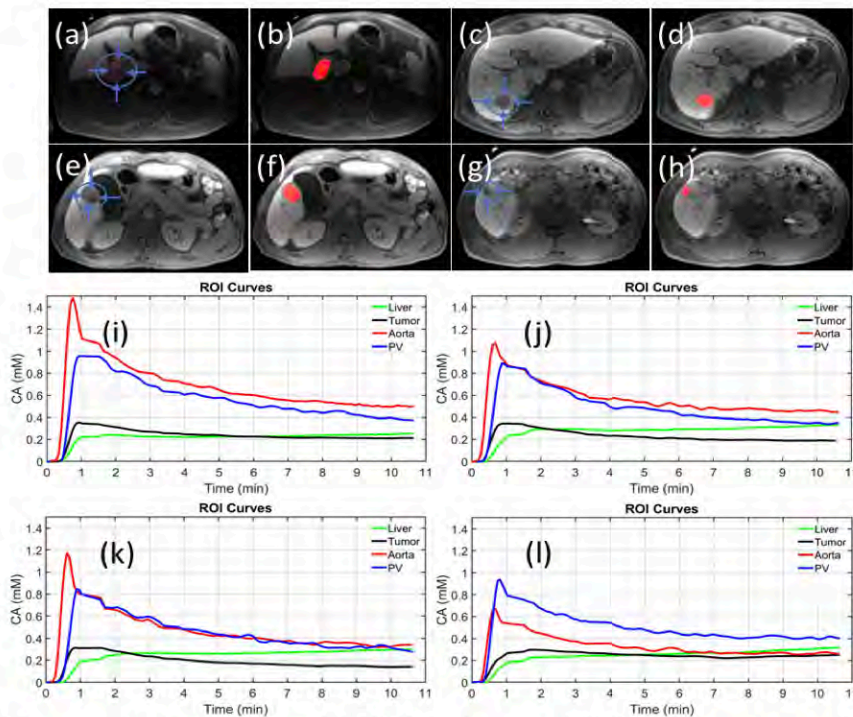 (a) (b) (c) (d)
(e) (f) (g) (h)
ROI Curves
(i)
Liver
Tumor
Aorta
PV
CA (mM)
1.4
1.2
1
0.8
0.6
0.4
0.2
0
0 1 2 3 4 5 6 7 8 9 10 11
Time (min)
ROI Curves
(j)
Liver
Tumor
Aorta
PV
CA (mM)
1.4
1.2
1
0.8
0.6
0.4
0.2
0
0 1 2 3 4 5 6 7 8 9 10 11
Time (min)
ROI Curves
(k)
Liver
Tumor
Aorta
PV
CA (mM)
1.4
1.2
1
0.8
0.6
0.4
0.2
0
0 1 2 3 4 5 6 7 8 9 10 11
Time (min)
ROI Curves
(l)
Liver
Tumor
Aorta
PV
CA (mM)
1.4
1.2
1
0.8
0.6
0.4
0.2
0
0 1 2 3 4 5 6 7 8 9 10 11
Time (min)